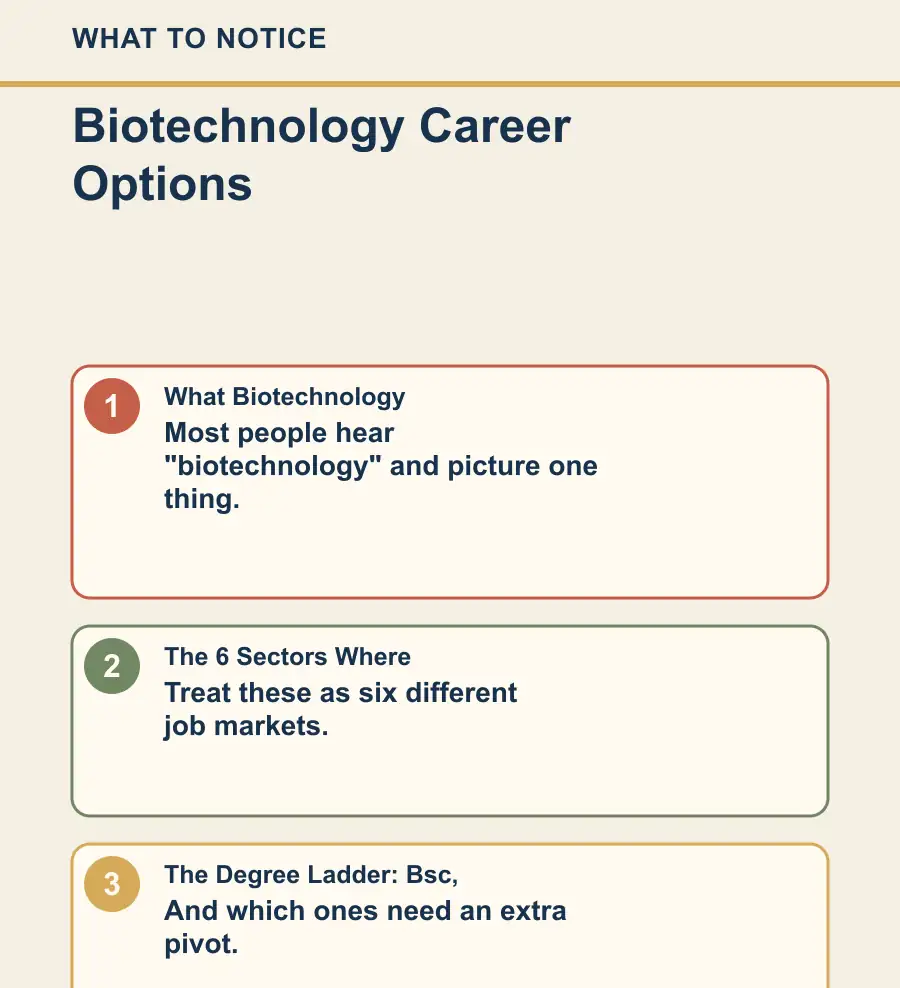 WHAT TO NOTICE
Biotechnology Career
Options
1
What Biotechnology
Most people hear
"biotechnology" and picture one
thing.
2
The 6 Sectors Where
Treat these as six different
job markets.
3
The Degree Ladder: Bsc,
And which ones need an extra
pivot.